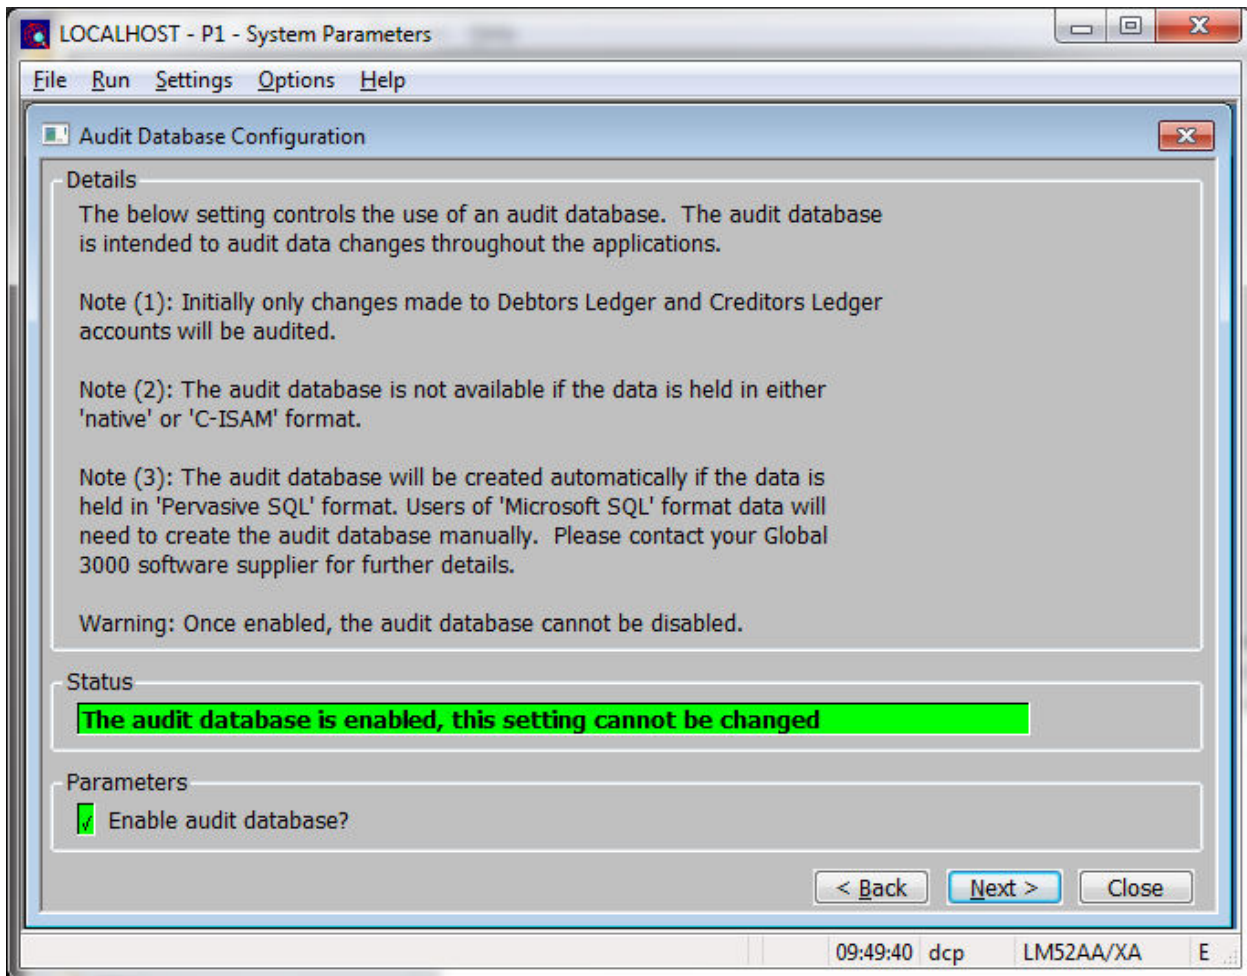 LOCALHOST - P1 - System Parameters
File Run Settings Options Help
Audit Database Configuration
Details
The below setting controls the use of an audit database. The audit database
is intended to audit data changes throughout the applications.
Note (1): Initially only changes made to Debtors Ledger and Creditors Ledger
accounts will be audited.
Note (2): The audit database is not available if the data is held in either
'native' or 'C-ISAM' format.
Note (3): The audit database will be created automatically if the data is
held in 'Pervasive SQL' format. Users of 'Microsoft SQL' format data will
need to create the audit database manually. Please contact your Global
3000 software supplier for further details.
Warning: Once enabled, the audit database cannot be disabled.
Status
The audit database is enabled, this setting cannot be changed
Parameters
Enable audit database?
< Back Next > Close
09:49:40 dcp LM52AA/XA E